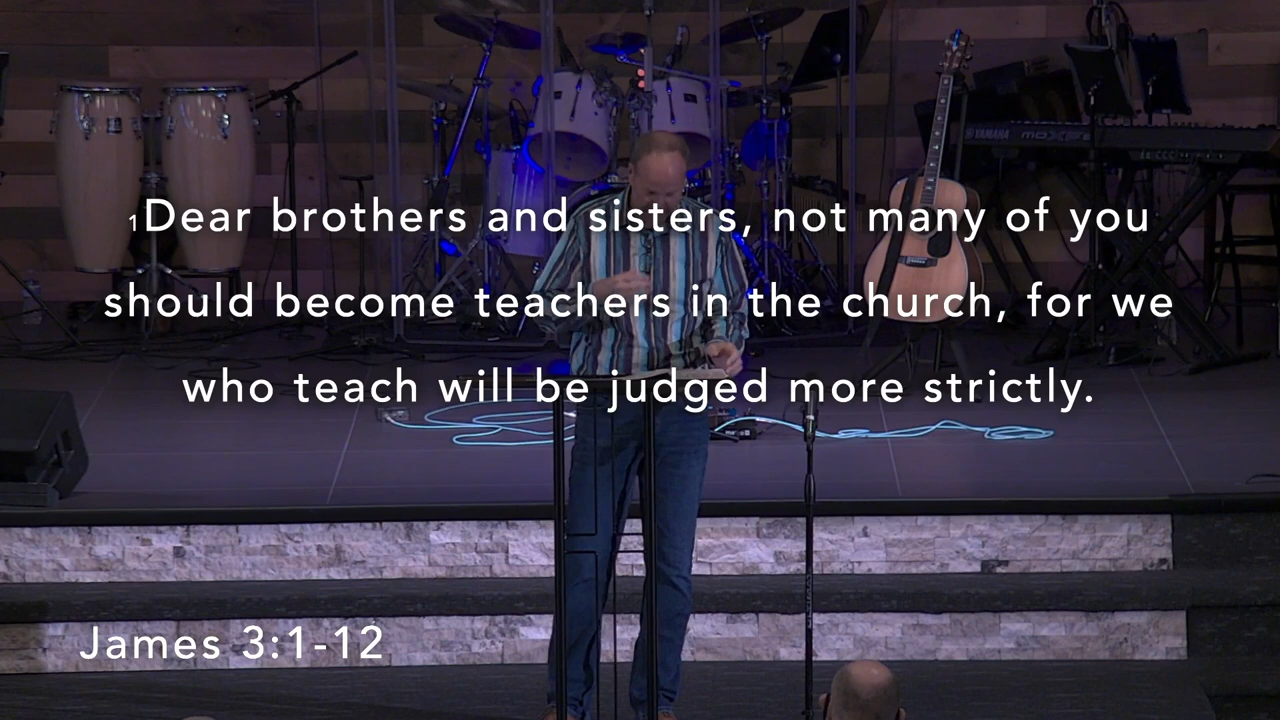 1Dear brothers and sisters, not many of you
should become teachers in the church, for we
who teach will be judged more strictly.
James 3:1-12
YAMAHA